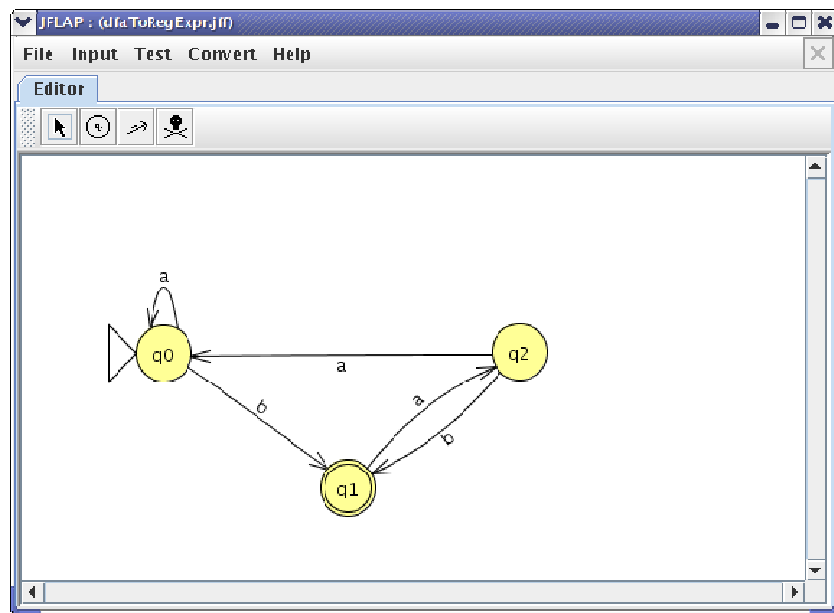 JFLAP : (dfaToRegExpr.jff)
File Input Test Convert Help
Editor
a
q0
q2
a
b
a
b
q1